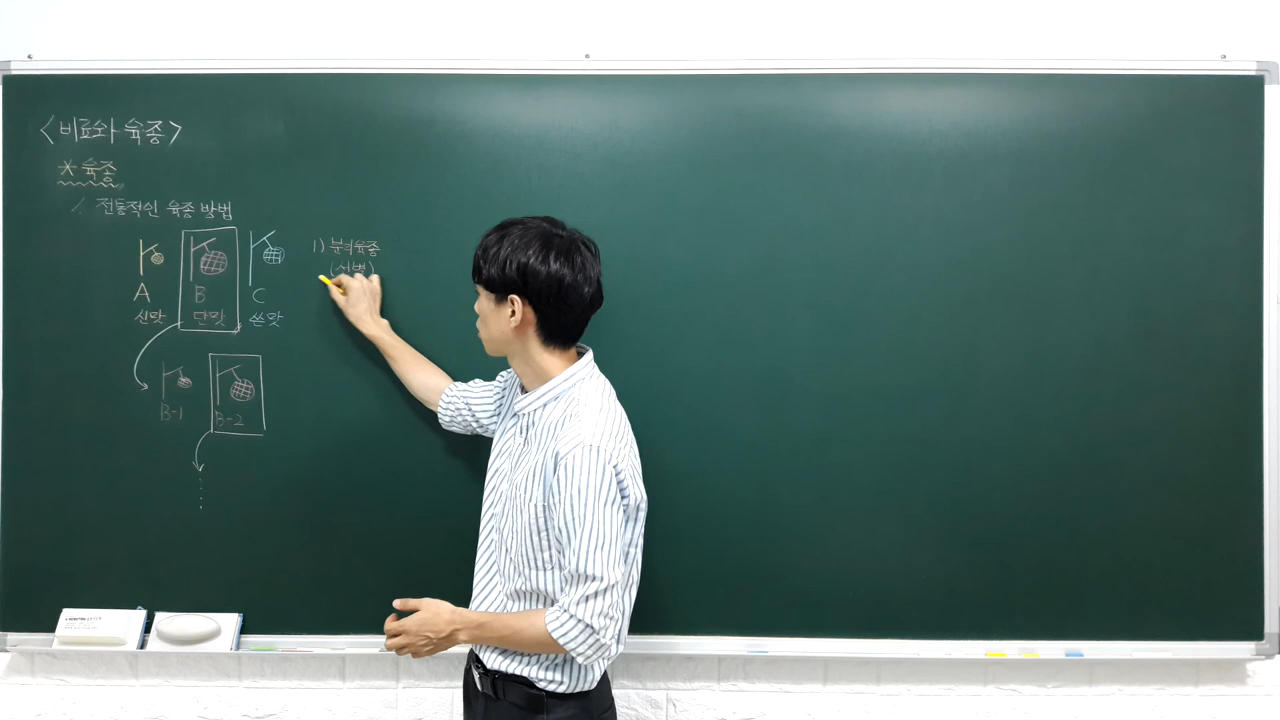 <비료와 육종>
* 육종
1. 전통적인 육종 방법
A B C
신맛 단맛 쓴맛
B-1 B-2
1) 분리육종
(선별)